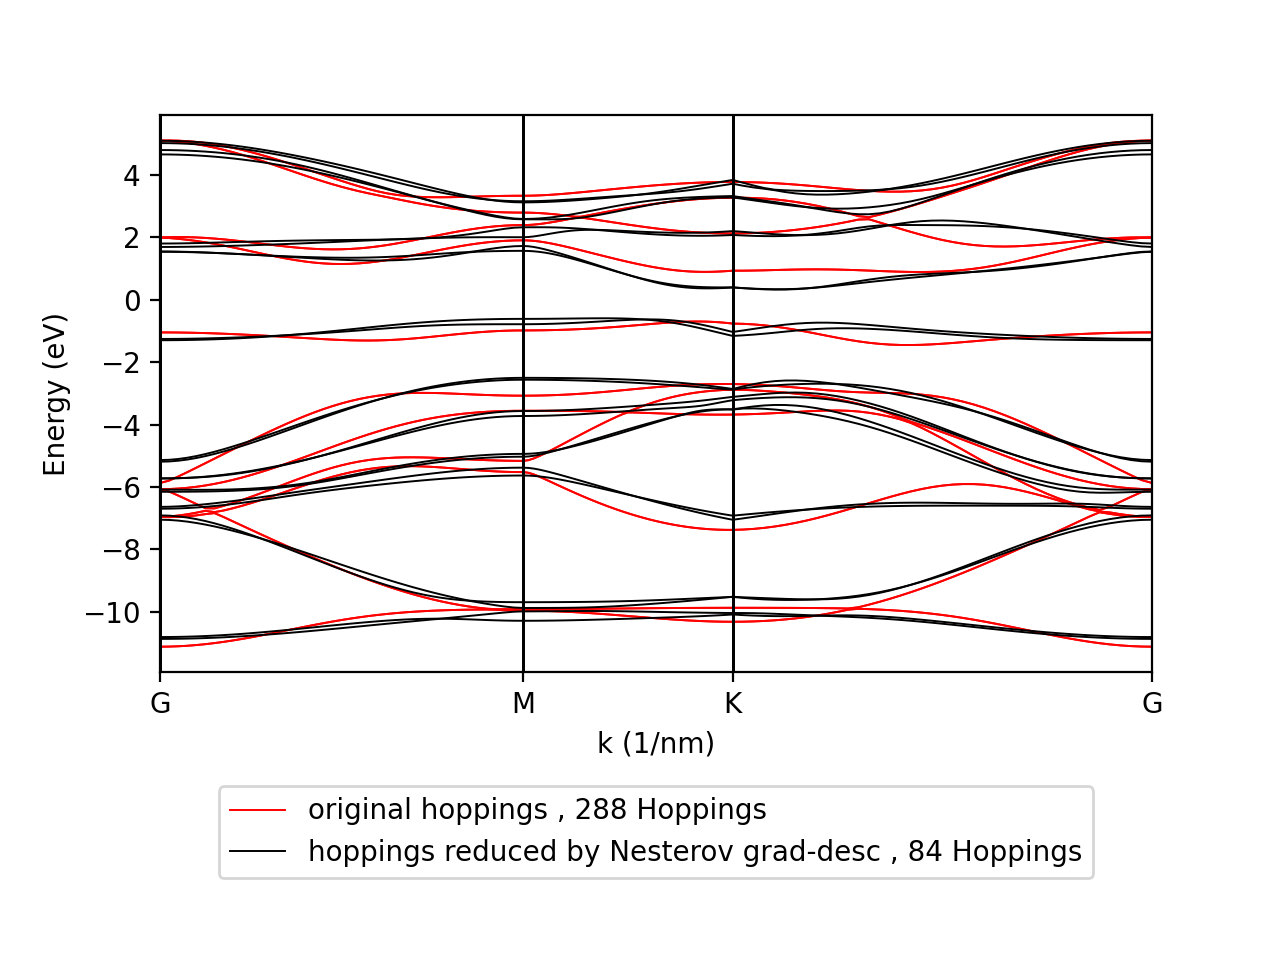 4
2
0
−2
−4
−6
−8
−10
Energy (eV)
G M K G
k (1/nm)
original hoppings , 288 Hoppings
hoppings reduced by Nesterov grad-desc , 84 Hoppings